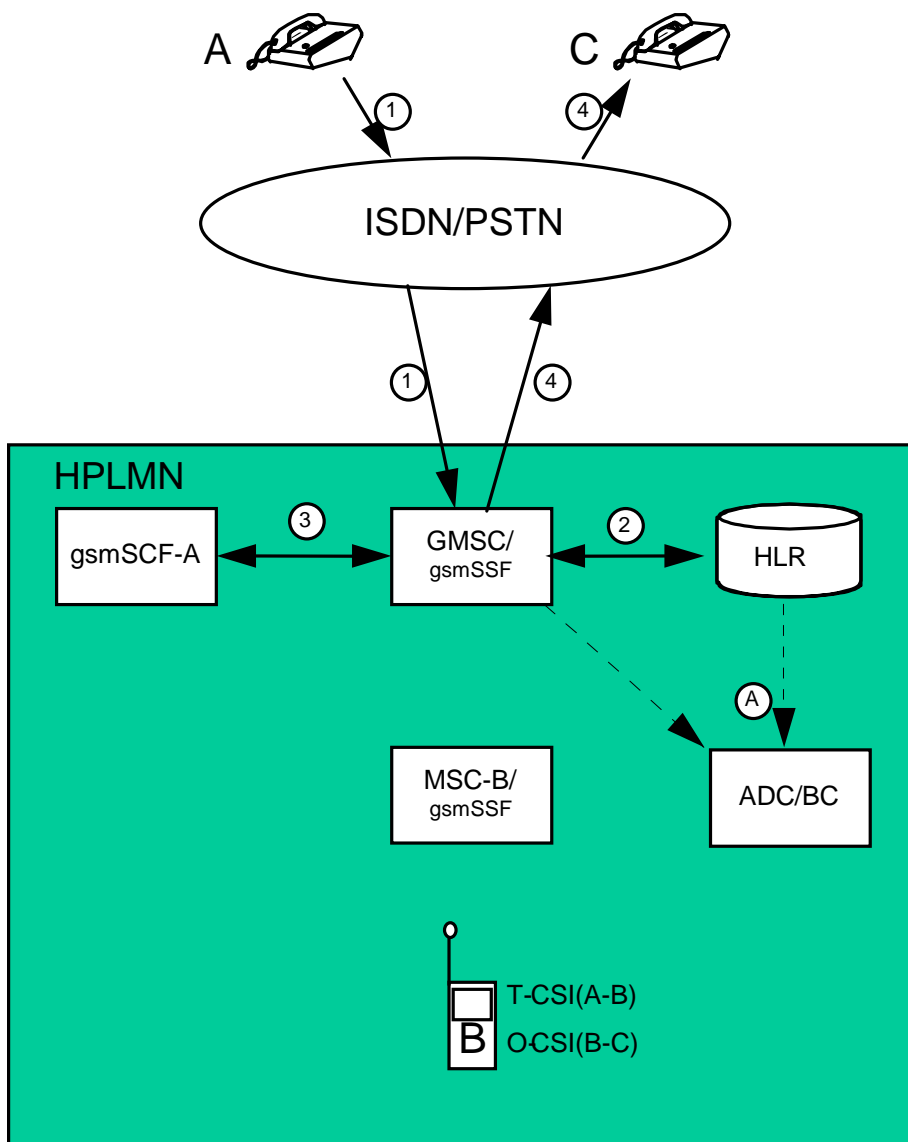 A
C
1
4
ISDN/PSTN
1
4
HPLMN
gsmSCF-A
3
GMSC/
gsmSSF
2
HLR
A
MSC-B/
gsmSSF
ADC/BC
B
T-CSI(A-B)
O-CSI(B-C)